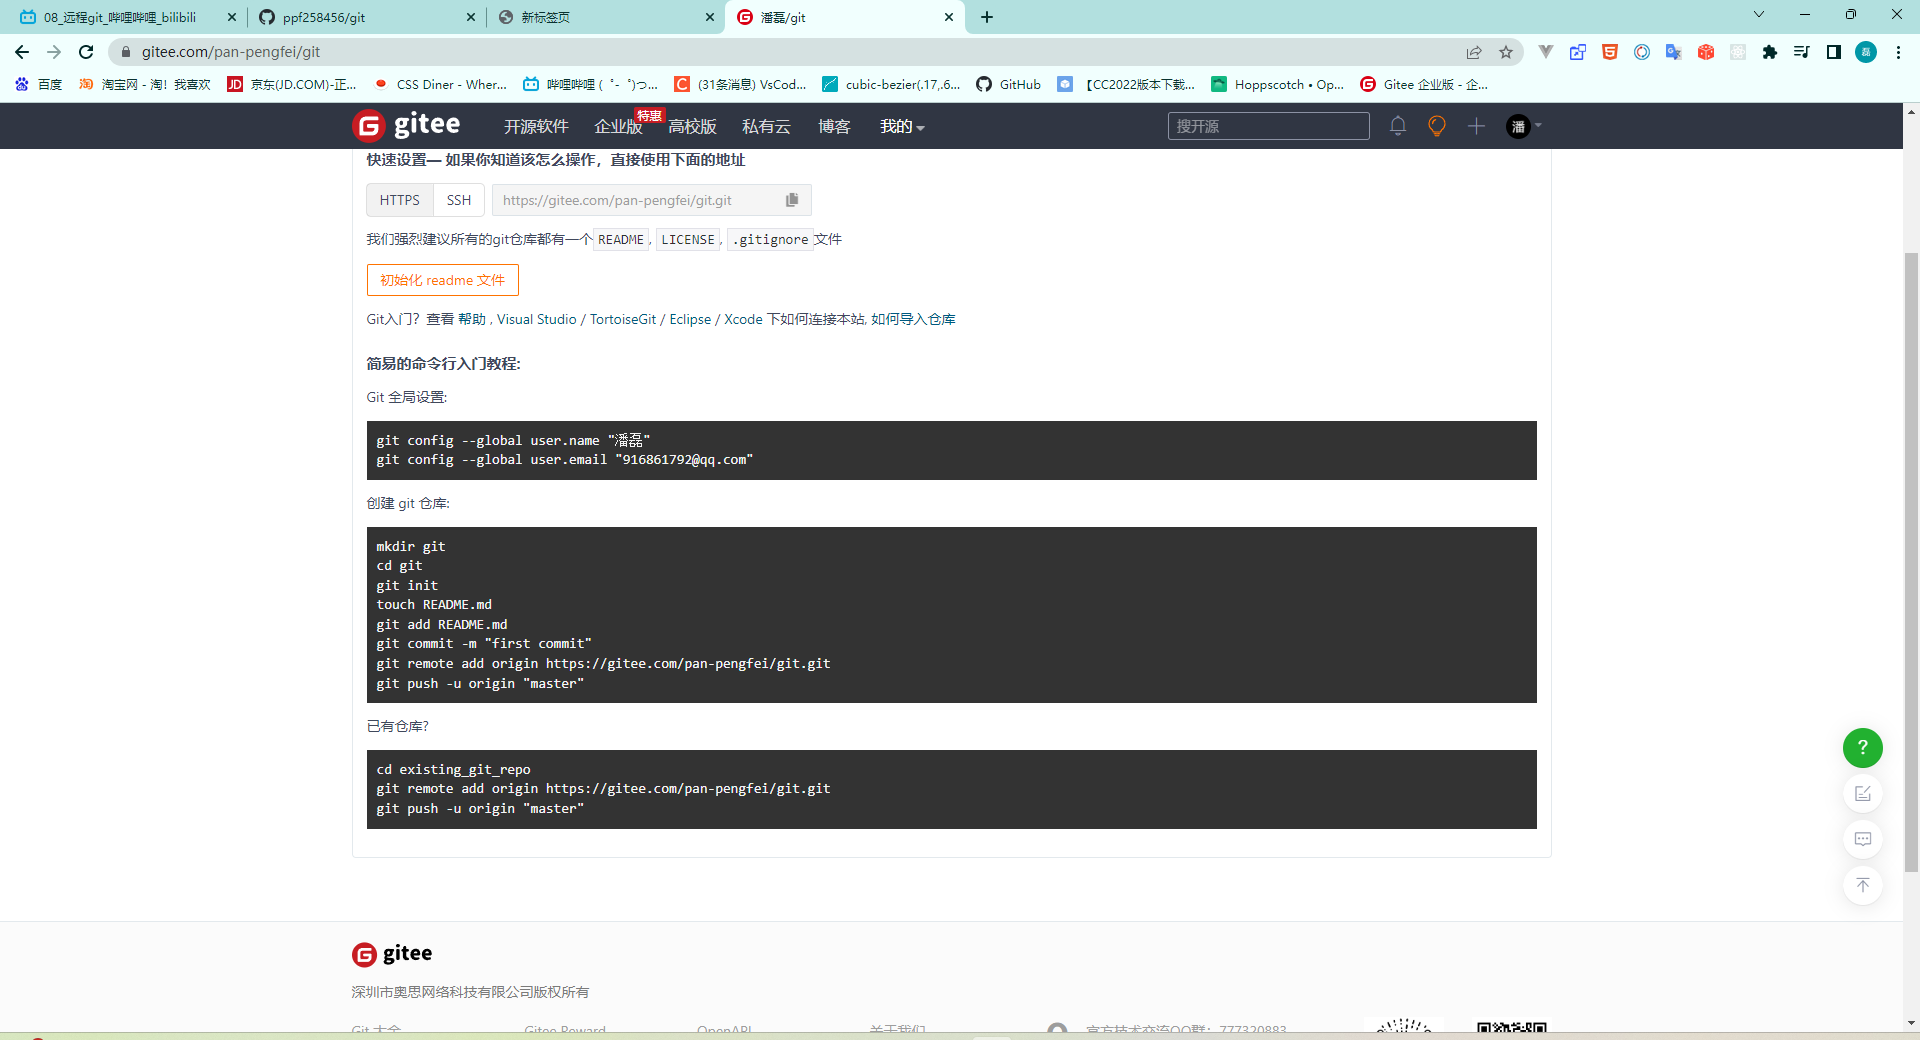 08_远程git_哔哩哔哩_bilibili
ppf258456/git
新标签页
潘磊/git
gitee.com/pan-pengfei/git
百度
淘宝网 - 淘！我喜欢
京东(JD.COM)-正...
CSS Diner - Wher...
哔哩哔哩 ( ゜- ゜)つ...
(31条消息) VsCod...
cubic-bezier(.17,.6...
GitHub
【CC2022版本下载...
Hoppscotch • Op...
Gitee 企业版 - 企...
gitee
开源软件
企业版
特惠
高校版
私有云
博客
我的
搜开源
潘
快速设置— 如果你知道该怎么操作，直接使用下面的地址
HTTPS
SSH
https://gitee.com/pan-pengfei/git.git
我们强烈建议所有的git仓库都有一个 README, LICENSE, .gitignore 文件
初始化 readme 文件
Git入门？查看 帮助 , Visual Studio / TortoiseGit / Eclipse / Xcode 下如何连接本站, 如何导入仓库
简易的命令行入门教程:
Git 全局设置:
git config --global user.name "潘磊"
git config --global user.email "916861792@qq.com"
创建 git 仓库:
mkdir git
cd git
git init
touch README.md
git add README.md
git commit -m "first commit"
git remote add origin https://gitee.com/pan-pengfei/git.git
git push -u origin "master"
已有仓库?
cd existing_git_repo
git remote add origin https://gitee.com/pan-pengfei/git.git
git push -u origin "master"
gitee
深圳市奥思网络科技有限公司版权所有
Git 大全
Gitee Reward
OpenAPI
关于我们
官方技术交流QQ群：777320883